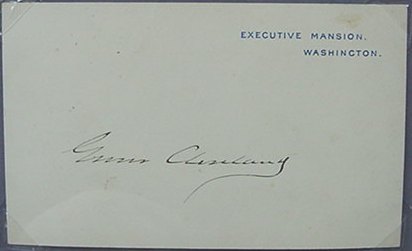 EXECUTIVE MANSION.
WASHINGTON.
Grover Cleveland